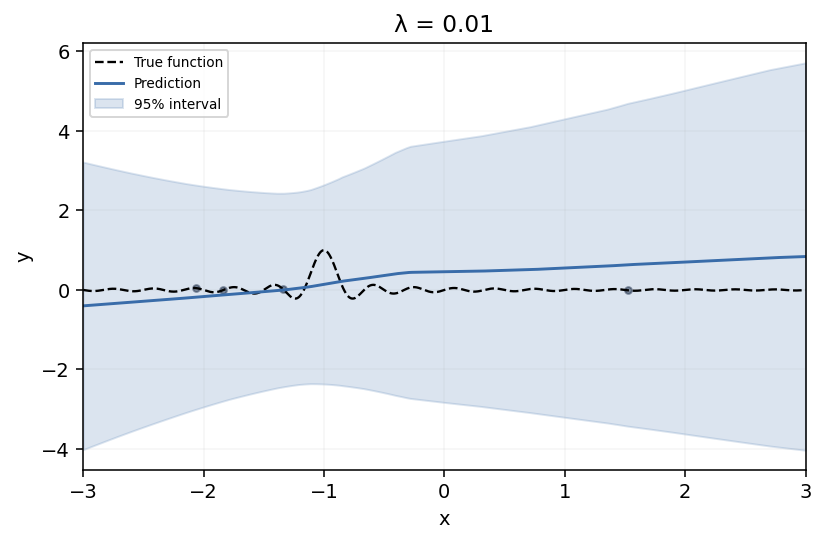 λ = 0.01
True function
Prediction
95% interval
y
6
4
2
0
−2
−4
−3 −2 −1 0 1 2 3
x